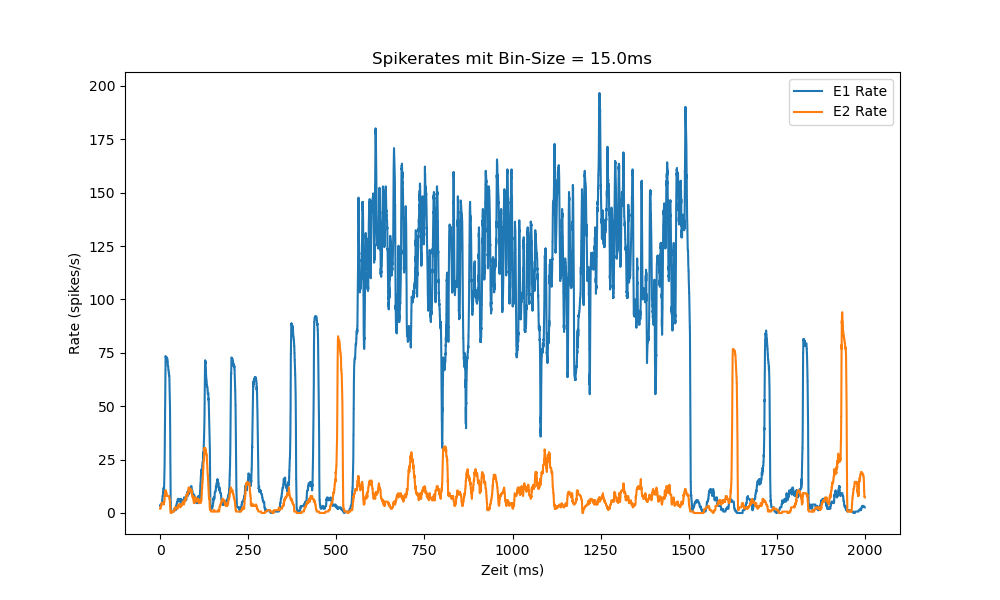 Spikerates mit Bin-Size = 15.0ms
E1 Rate
E2 Rate
200
175
150
125
100
75
50
25
0
Rate (spikes/s)
0 250 500 750 1000 1250 1500 1750 2000
Zeit (ms)